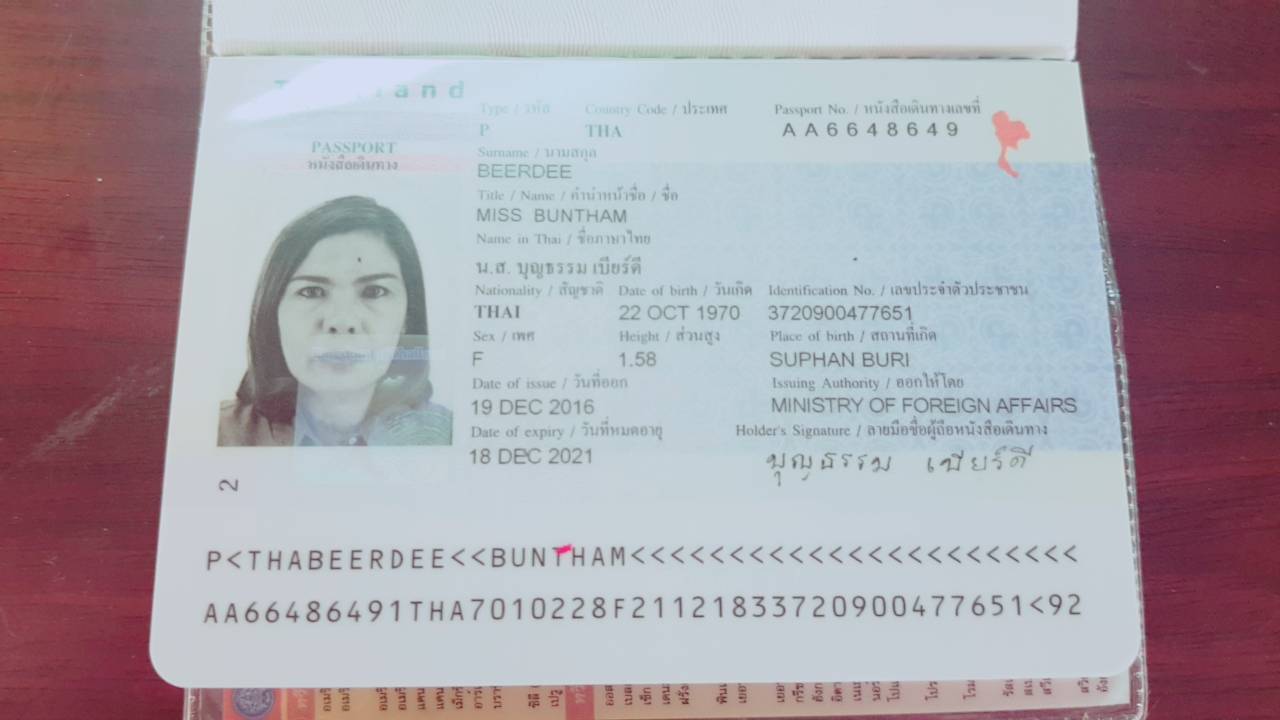 Thailand
PASSPORT
หนังสือเดินทาง
Type / รหัส Country Code / ประเทศ Passport No. / หนังสือเดินทางเลขที่
P THA AA6648649
Surname / นามสกุล
BEERDEE
Title / Name / คำนำหน้าชื่อ / ชื่อ
MISS BUNTHAM
Name in Thai / ชื่อภาษาไทย
น.ส. บุญธรรม เบียร์ดี
Nationality / สัญชาติ Date of birth / วันเกิด Identification No. / เลขประจำตัวประชาชน
THAI 22 OCT 1970 3720900477651
Sex / เพศ Height / ส่วนสูง Place of birth / สถานที่เกิด
F 1.58 SUPHAN BURI
Date of issue / วันที่ออก Issuing Authority / ออกให้โดย
19 DEC 2016 MINISTRY OF FOREIGN AFFAIRS
Date of expiry / วันที่หมดอายุ Holder's Signature / ลายมือชื่อผู้ถือหนังสือเดินทาง
18 DEC 2021 บุญธรรม เบียร์ดี
2
P<THABEERDEE<<BUNTHAM<<<<<<<<<<<<<<<<<<<<<<<
AA66486491THA7010228F21121833720900477651<92